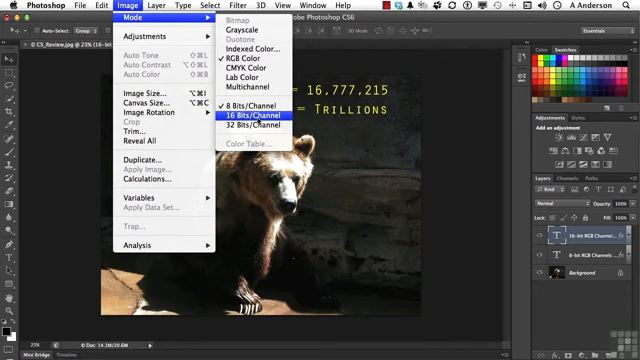 Photoshop File Edit Image Layer Type Select Filter 3D View Window Help A Anderson
Adobe Photoshop CS6
Essentials
CS_Review.jpg @ 25% (16-bit
Mode
Adjustments
Auto Tone ⇧⌘L
Auto Contrast ⌥⇧⌘L
Auto Color ⇧⌘B
Image Size... ⌥⌘I
Canvas Size... ⌥⌘C
Image Rotation
Crop
Trim...
Reveal All
Duplicate...
Apply Image...
Calculations...
Variables
Apply Data Set...
Trap...
Analysis
Bitmap
Grayscale
Duotone
Indexed Color...
✓ RGB Color
CMYK Color
Lab Color
Multichannel
✓ 8 Bits/Channel
16 Bits/Channel
32 Bits/Channel
Color Table...
= 16.777.215
= Trillions
Color Swatches
Adjustments Styles
Add an adjustment
Layers Channels Paths
Kind
Normal Opacity: 100%
Lock: Fill: 100%
16-bit RGB Channel... fx
8-bit RGB Channels... fx
Background
25% Doc: 14.1M/20.6M
Mini Bridge Timeline